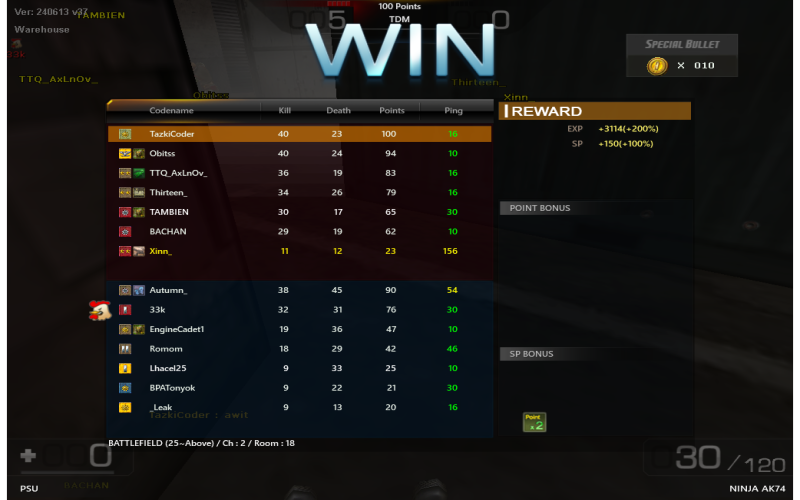 Ver: 240613 v37
TAMBIEN
Warehouse
100 Points
TDM
5 0
WIN
SPECIAL BULLET
× 010
TTQ_AxLnOv_
Obitss
Thirteen_
Xinn_
Codename Kill Death Points Ping
TazkiCoder 40 23 100 16
Obitss 40 24 94 10
TTQ_AxLnOv_ 36 19 83 16
Thirteen_ 34 26 79 16
TAMBIEN 30 17 65 30
BACHAN 29 19 62 10
Xinn_ 11 12 23 156
Autumn_ 38 45 90 54
33k 32 31 76 30
EngineCadet1 19 36 47 10
Romom 18 29 42 46
Lhacel25 9 33 25 10
BPATonyok 9 22 21 30
_Leak 9 13 20 16
TazkiCoder : awit
REWARD
EXP +3114(+200%)
SP +150(+100%)
POINT BONUS
SP BONUS
Point
x2
BATTLEFIELD (25~Above) / Ch : 2 / Room : 18
+ 0
30 / 120
PSU
BACHAN
NINJA AK74